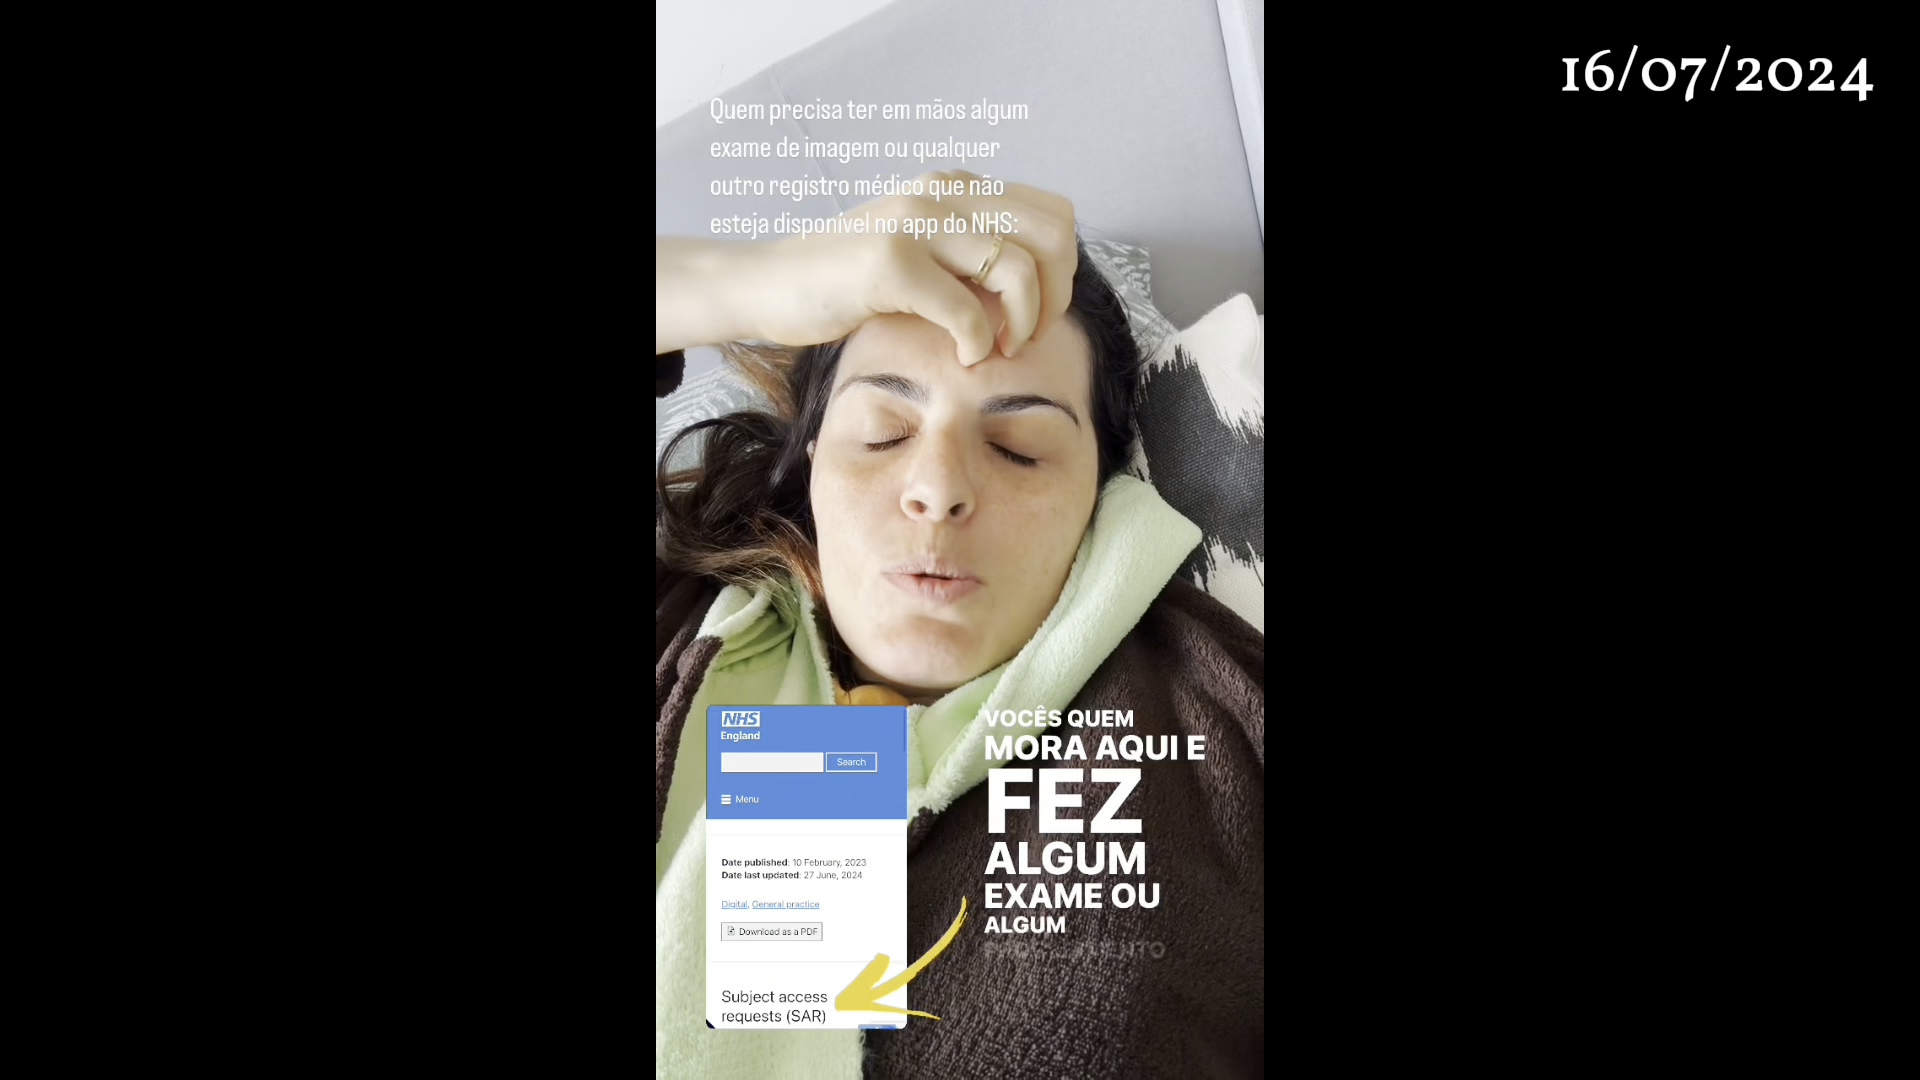 16/07/2024
Quem precisa ter em mãos algum
exame de imagem ou qualquer
outro registro médico que não
esteja disponível no app do NHS:
NHS
England
Search
Menu
Date published: 10 February, 2023
Date last updated: 27 June, 2024
Digital, General practice
Download as a PDF
Subject access
requests (SAR)
VOCÊS QUEM
MORA AQUI E
FEZ
ALGUM
EXAME OU
ALGUM